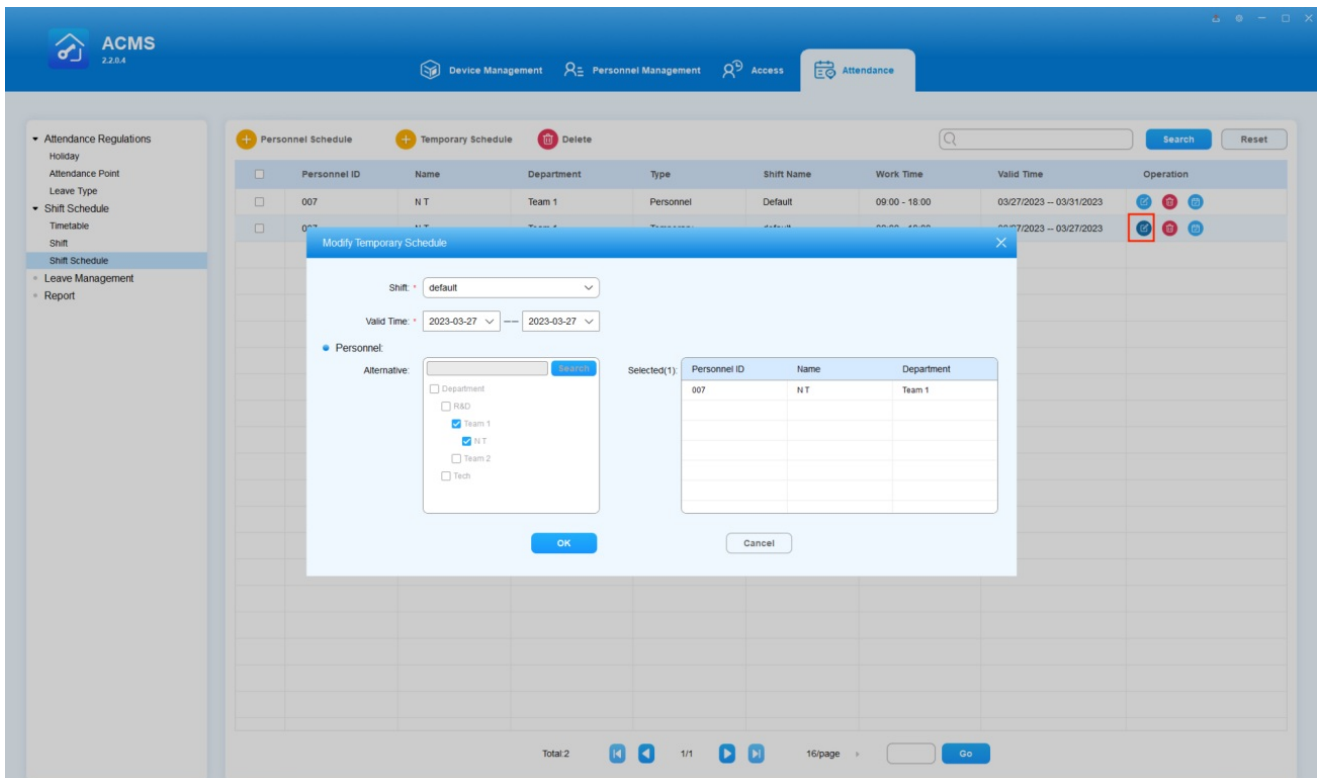 ACMS
2.2.0.4
Device Management Personnel Management Access Attendance
Attendance Regulations
Holiday
Attendance Point
Leave Type
Shift Schedule
Timetable
Shift
Shift Schedule
Leave Management
Report
Personnel Schedule Temporary Schedule Delete Search Reset
Personnel ID Name Department Type Shift Name Work Time Valid Time Operation
007 N T Team 1 Personnel Default 09:00 - 18:00 03/27/2023 -- 03/31/2023
-- 03/27/2023
Modify Temporary Schedule
Shift: * default
Valid Time: * 2023-03-27 -- 2023-03-27
Personnel:
Alternative: Search
Department
R&D
Team 1
N T
Team 2
Tech
Selected(1): Personnel ID Name Department
007 N T Team 1
OK Cancel
Total:2 1/1 16/page Go